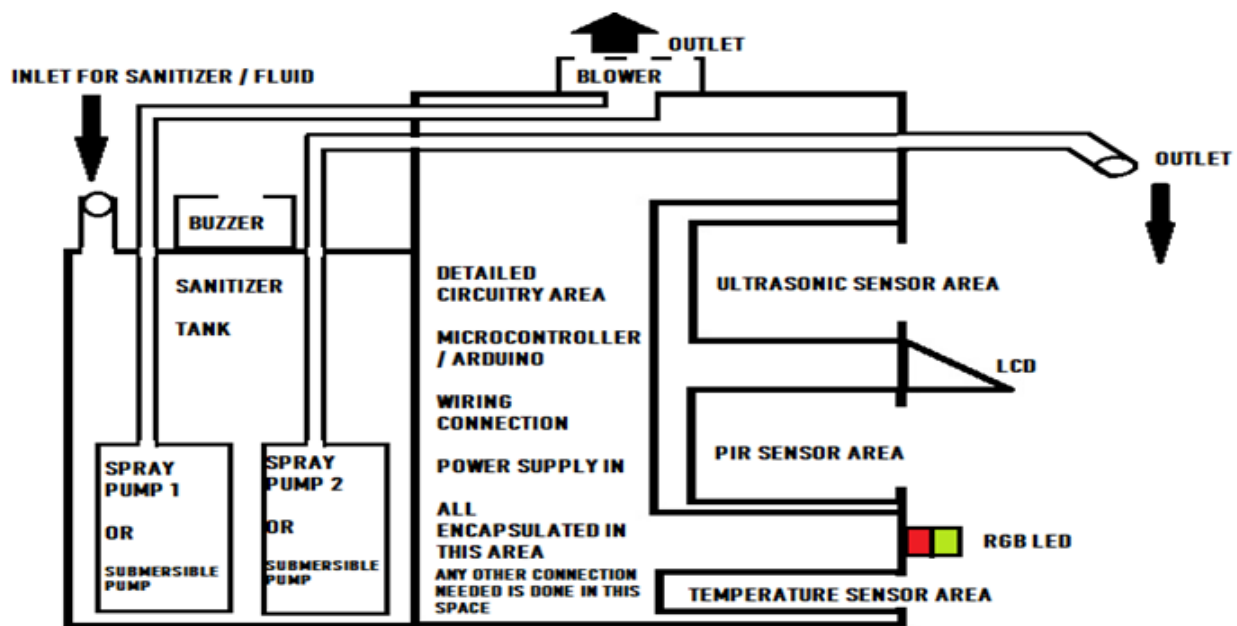 OUTLET
BLOWER
INLET FOR SANITIZER / FLUID
OUTLET
BUZZER
SANITIZER
TANK
DETAILED
CIRCUITRY AREA
MICROCONTROLLER
/ ARDUINO
WIRING
CONNECTION
POWER SUPPLY IN
ALL
ENCAPSULATED IN
THIS AREA
ANY OTHER CONNECTION
NEEDED IS DONE IN THIS
SPACE
ULTRASONIC SENSOR AREA
LCD
PIR SENSOR AREA
SPRAY
PUMP 1
OR
SUBMERSIBLE
PUMP
SPRAY
PUMP 2
OR
SUBMERSIBLE
PUMP
RGB LED
TEMPERATURE SENSOR AREA